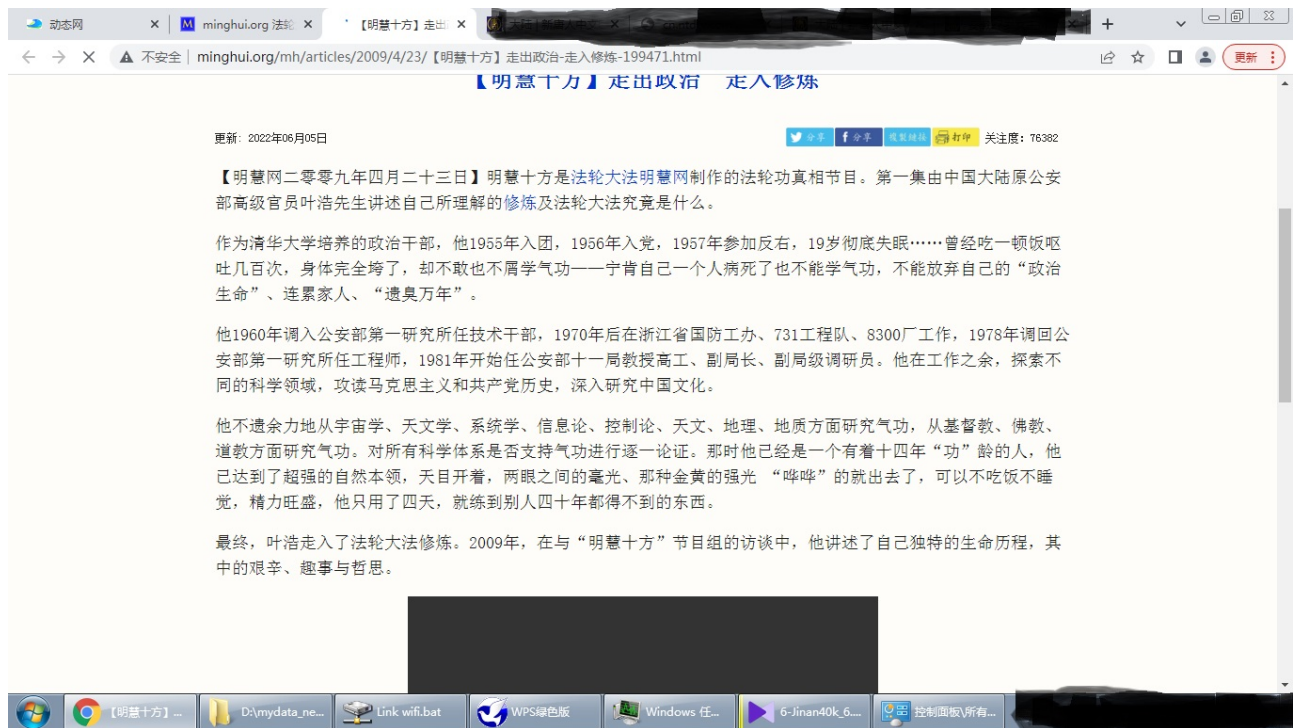 动态网
minghui.org 法轮
【明慧十方】走出
不安全 minghui.org/mh/articles/2009/4/23/【明慧十方】走出政治-走入修炼-199471.html
更新
【明慧十方】走出政治 走入修炼
更新: 2022年06月05日
分享 分享 复制链接 打印 关注度: 76382
【明慧网二零零九年四月二十三日】明慧十方是法轮大法明慧网制作的法轮功真相节目。第一集由中国大陆原公安
部高级官员叶浩先生讲述自己所理解的修炼及法轮大法究竟是什么。
作为清华大学培养的政治干部，他1955年入团，1956年入党，1957年参加反右，19岁彻底失眠……曾经吃一顿饭呕
吐几百次，身体完全垮了，却不敢也不屑学气功——宁肯自己一个人病死了也不能学气功，不能放弃自己的“政治
生命”、连累家人、“遗臭万年”。
他1960年调入公安部第一研究所任技术干部，1970年后在浙江省国防工办、731工程队、8300厂工作，1978年调回公
安部第一研究所任工程师，1981年开始任公安部十一局教授高工、副局长、副局级调研员。他在工作之余，探索不
同的科学领域，攻读马克思主义和共产党历史，深入研究中国文化。
他不遗余力地从宇宙学、天文学、系统学、信息论、控制论、天文、地理、地质方面研究气功，从基督教、佛教、
道教方面研究气功。对所有科学体系是否支持气功进行逐一论证。那时他已经是一个有着十四年“功”龄的人，他
已达到了超强的自然本领，天目开着，两眼之间的毫光、那种金黄的强光 “哗哗”的就出去了，可以不吃饭不睡
觉，精力旺盛，他只用了四天，就练到别人四十年都得不到的东西。
最终，叶浩走入了法轮大法修炼。2009年，在与“明慧十方”节目组的访谈中，他讲述了自己独特的生命历程，其
中的艰辛、趣事与哲思。
【明慧十方】... D:\mydata_ne... Link wifi.bat WPS绿色版 Windows 任... 6-Jinan40k_6.... 控制面板\所有...